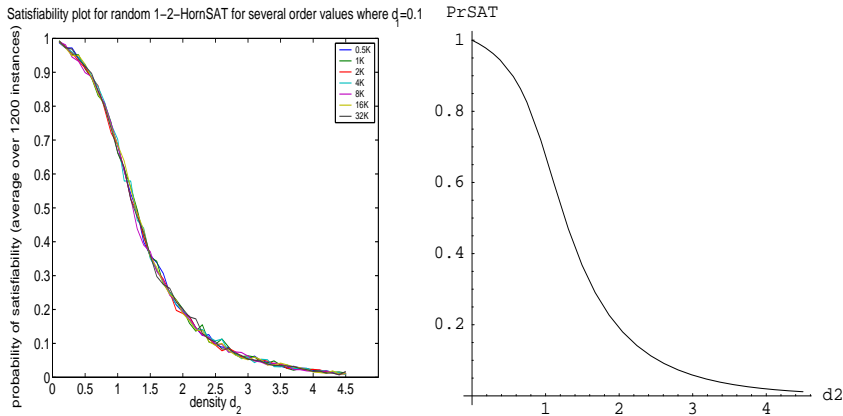 Satisfiability plot for random 1-2-HornSAT for several order values where d1=0.1
probability of satisfiability (average over 1200 instances)
1
0.9
0.8
0.7
0.6
0.5
0.4
0.3
0.2
0.1
0
0 0.5 1 1.5 2 2.5 3 3.5 4 4.5
density d2
0.5K
1K
2K
4K
8K
16K
32K
PrSAT
1
0.8
0.6
0.4
0.2
1 2 3 4
d2